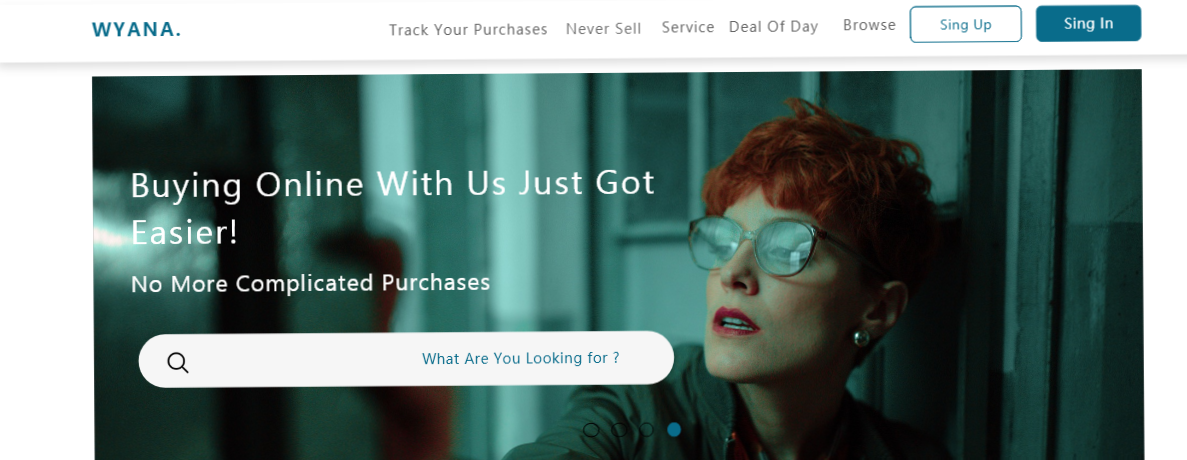 WYANA.
Track Your Purchases
Never Sell
Service
Deal Of Day
Browse
Sing Up
Sing In
Buying Online With Us Just Got
Easier!
No More Complicated Purchases
What Are You Looking for ?